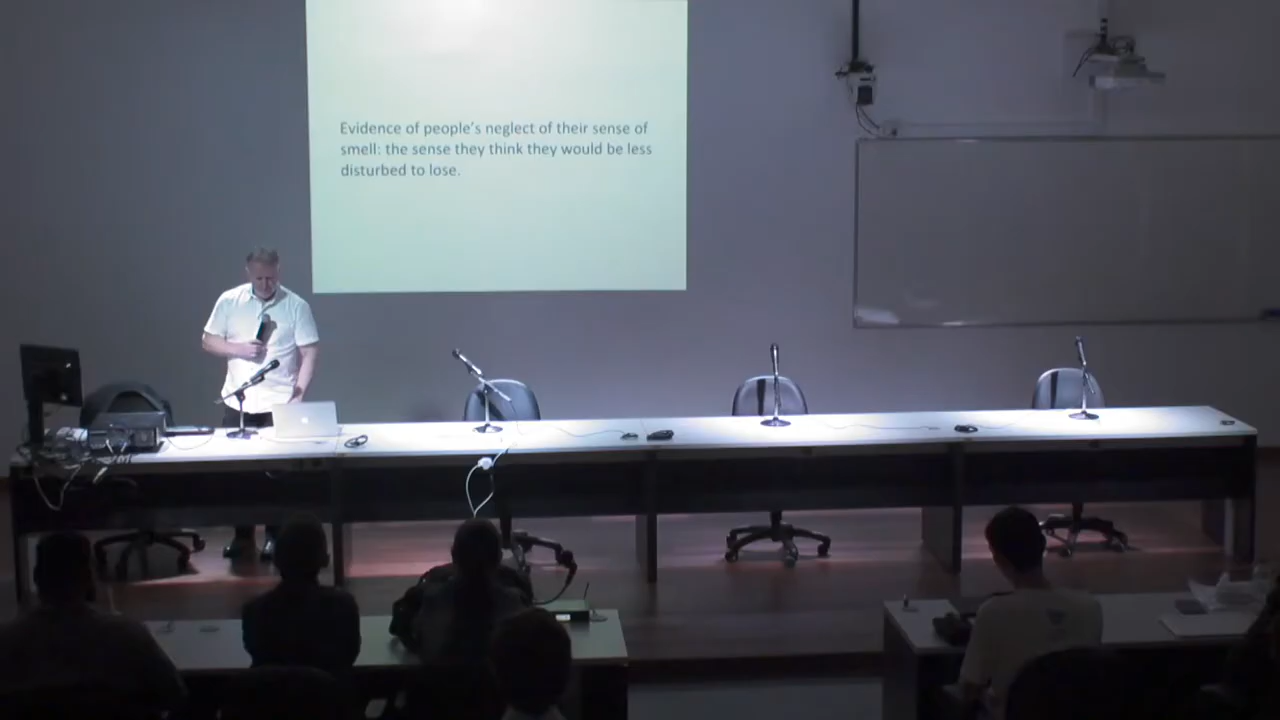 Evidence of people's neglect of their sense of
smell: the sense they think they would be less
disturbed to lose.